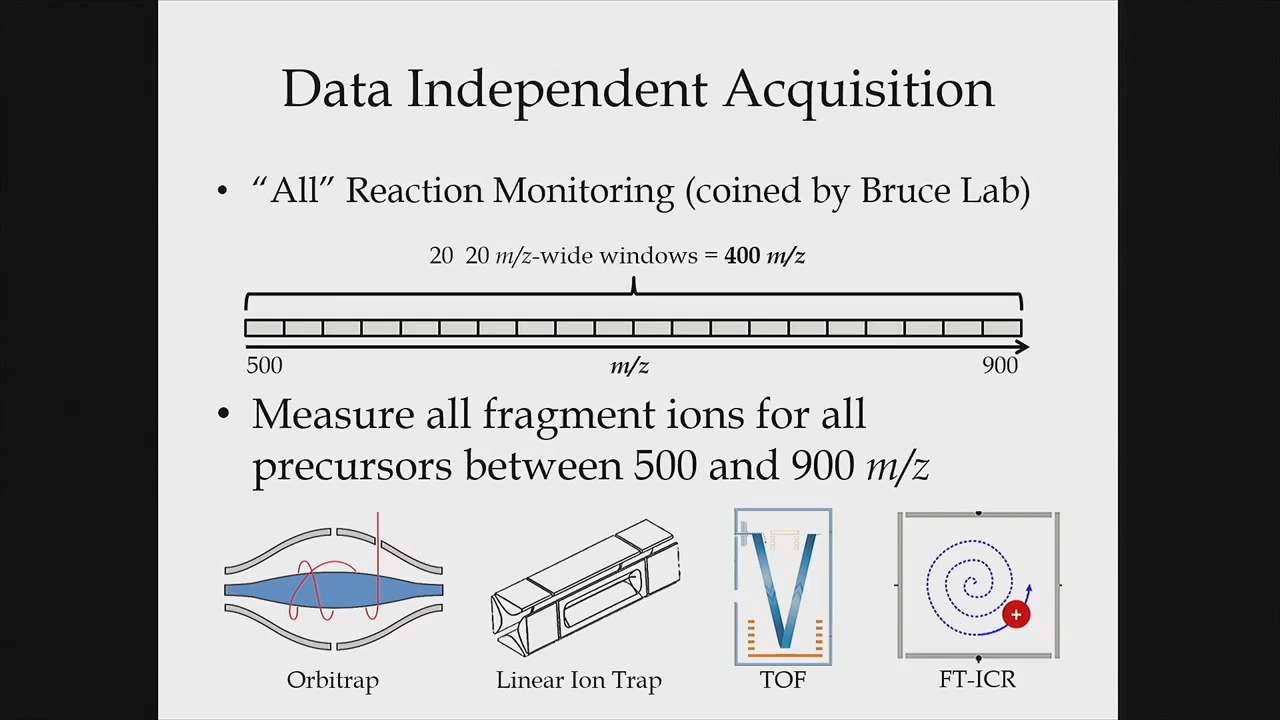 Data Independent Acquisition
• “All” Reaction Monitoring (coined by Bruce Lab)
20 20 m/z-wide windows = 400 m/z
500 m/z 900
• Measure all fragment ions for all
precursors between 500 and 900 m/z
+
Orbitrap Linear Ion Trap TOF FT-ICR